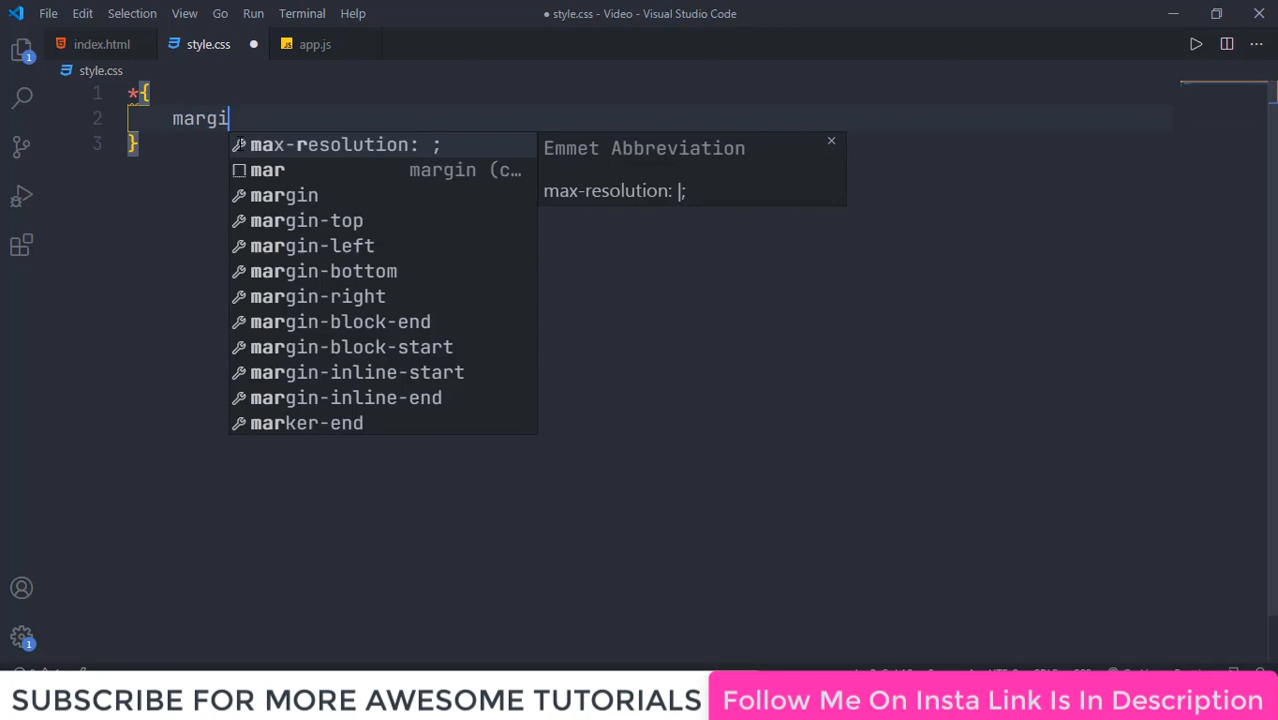 File Edit Selection View Go Run Terminal Help
● style.css - Video - Visual Studio Code
index.html style.css app.js
style.css
1 *{
2 margi
3 }
max-resolution: ;
mar margin (c…
margin
margin-top
margin-left
margin-bottom
margin-right
margin-block-end
margin-block-start
margin-inline-start
margin-inline-end
marker-end
Emmet Abbreviation
max-resolution: |;
1
1
SUBSCRIBE FOR MORE AWESOME TUTORIALS
Follow Me On Insta Link Is In Description